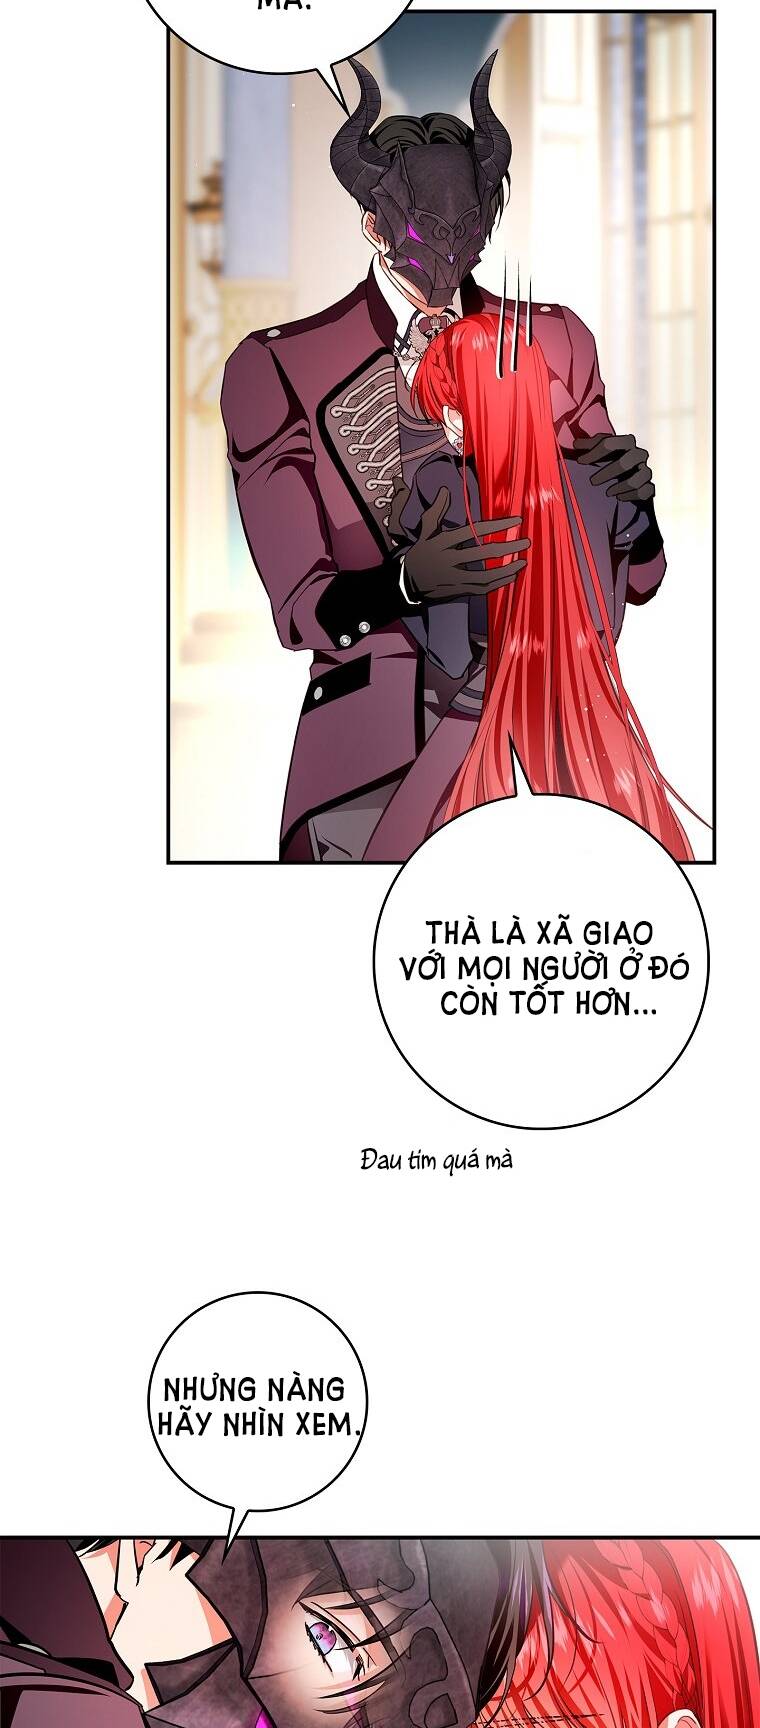 MÀ.
THÀ LÀ XÃ GIAO
VỚI MỌI NGƯỜI Ở ĐÓ
CÒN TỐT HƠN...
Đau tim quá mà
NHƯNG NÀNG
HÃY NHÌN XEM.